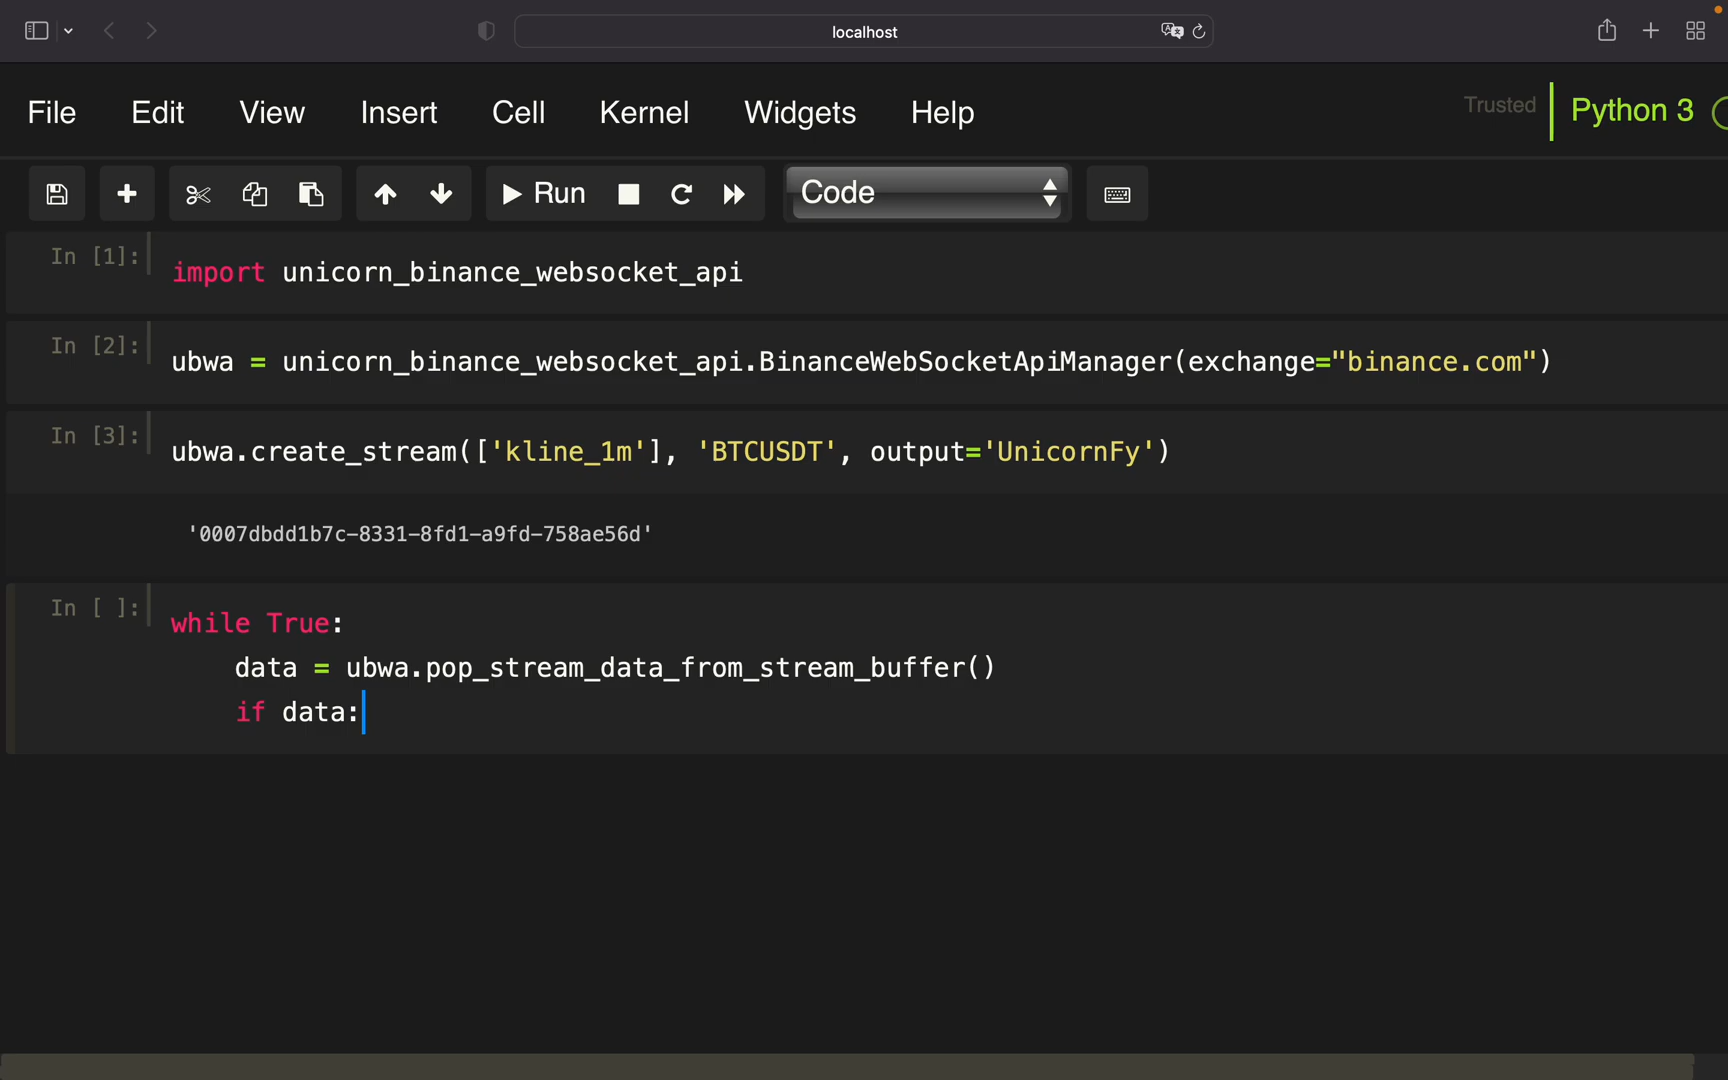 localhost
File Edit View Insert Cell Kernel Widgets Help Trusted Python 3
Run Code
In [1]: import unicorn_binance_websocket_api
In [2]: ubwa = unicorn_binance_websocket_api.BinanceWebSocketApiManager(exchange="binance.com")
In [3]: ubwa.create_stream(['kline_1m'], 'BTCUSDT', output='UnicornFy')
'0007dbdd1b7c-8331-8fd1-a9fd-758ae56d'
In [ ]: while True:
    data = ubwa.pop_stream_data_from_stream_buffer()
    if data: